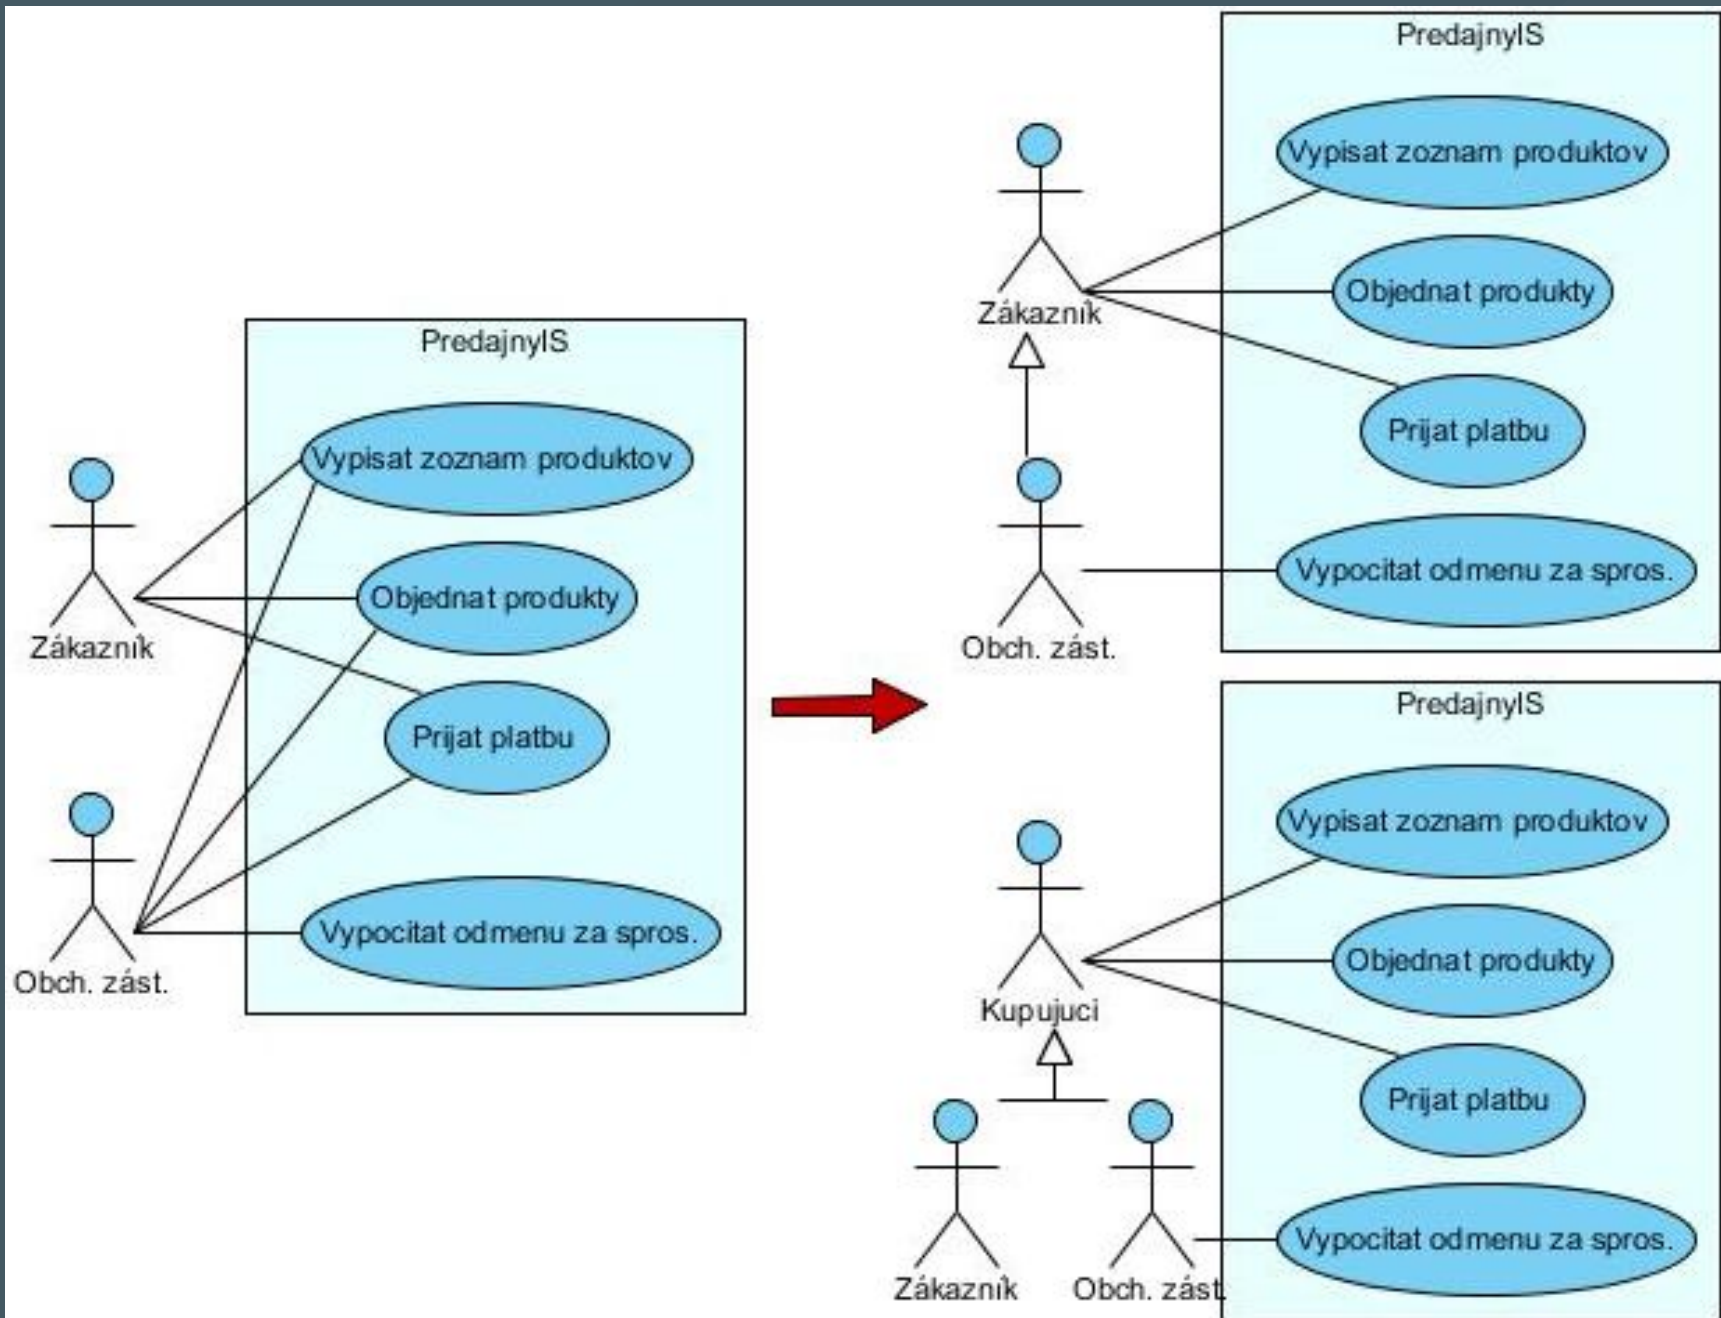 PredajnyIS
Vypisat zoznam produktov
Objednat produkty
Zákazník
Prijat platbu
Vypocitat odmenu za spros.
Obch. zást.
PredajnyIS
Vypisat zoznam produktov
Objednat produkty
Zákazník
Prijat platbu
Vypocitat odmenu za spros.
Obch. zást.
PredajnyIS
Vypisat zoznam produktov
Objednat produkty
Kupujuci
Prijat platbu
Vypocitat odmenu za spros.
Zákazník
Obch. zást.